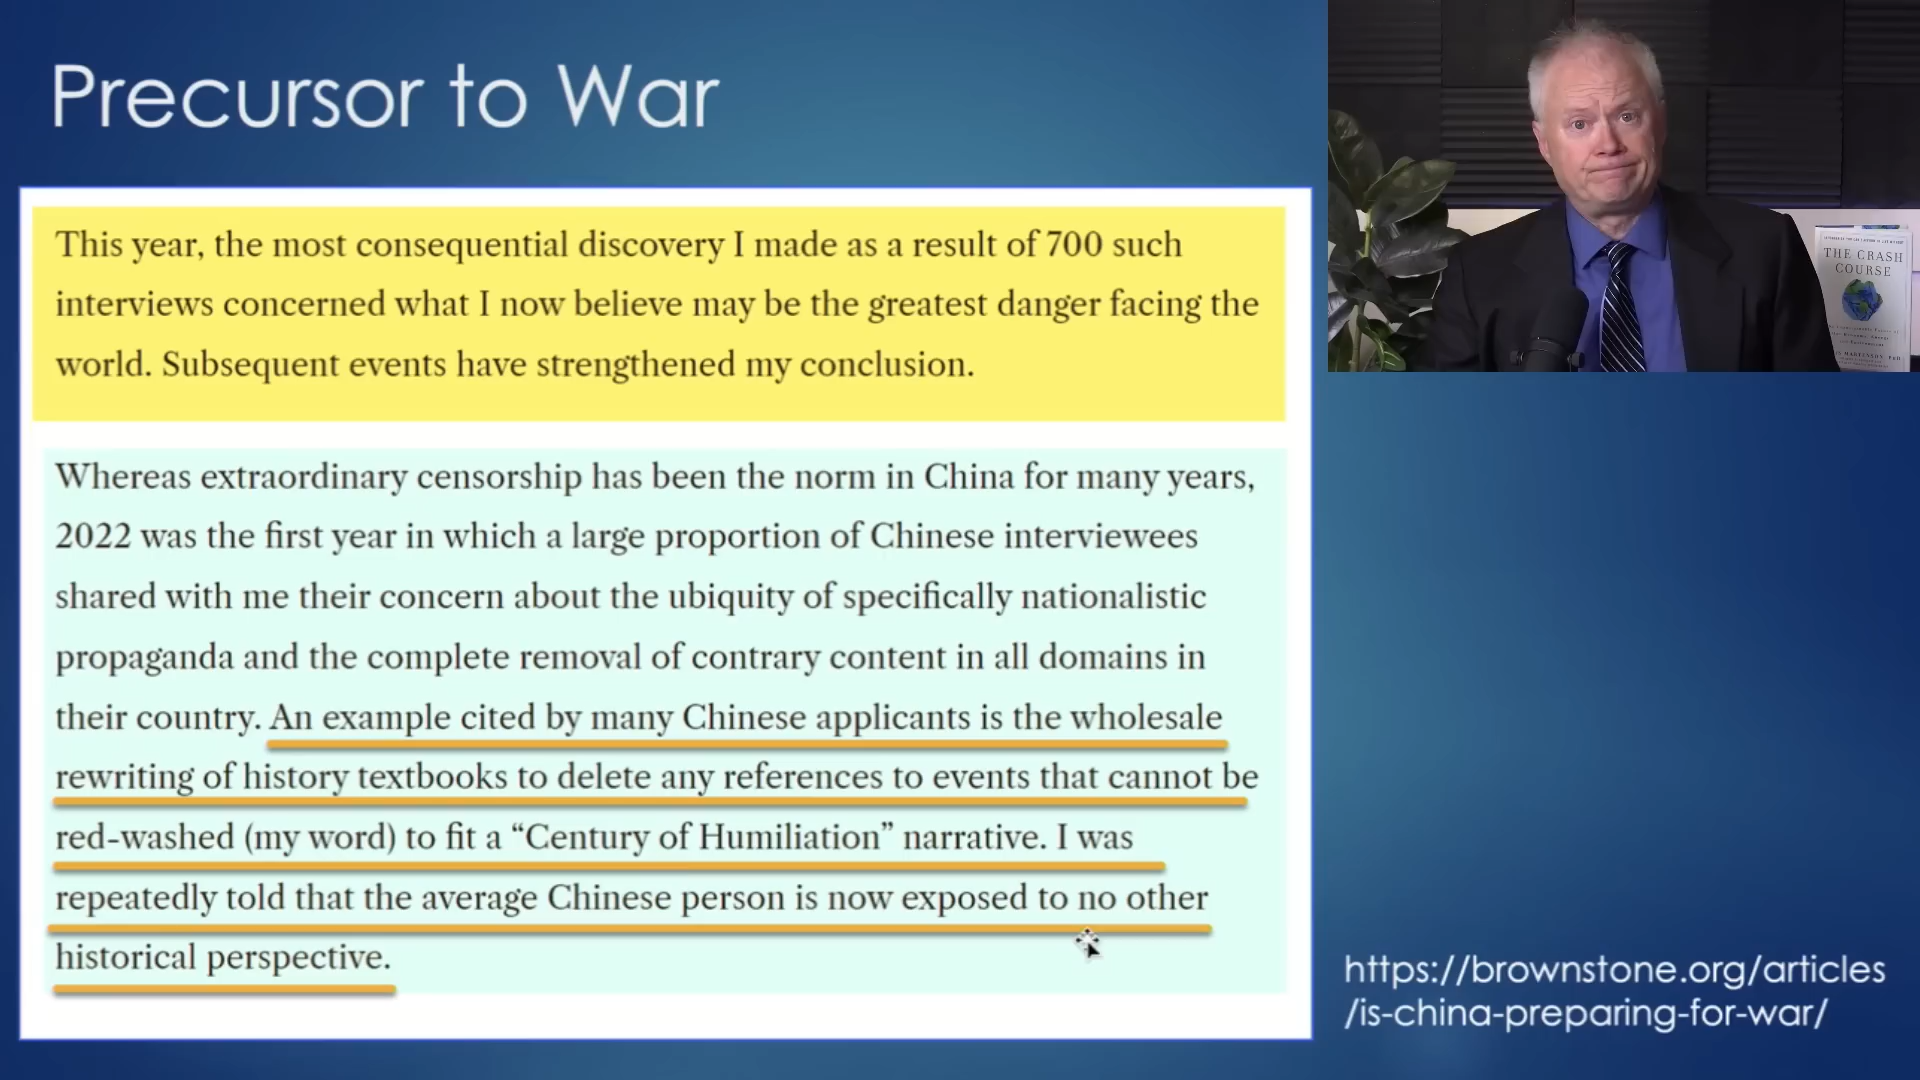 Precursor to War
This year, the most consequential discovery I made as a result of 700 such
interviews concerned what I now believe may be the greatest danger facing the
world. Subsequent events have strengthened my conclusion.
Whereas extraordinary censorship has been the norm in China for many years,
2022 was the first year in which a large proportion of Chinese interviewees
shared with me their concern about the ubiquity of specifically nationalistic
propaganda and the complete removal of contrary content in all domains in
their country. An example cited by many Chinese applicants is the wholesale
rewriting of history textbooks to delete any references to events that cannot be
red-washed (my word) to fit a “Century of Humiliation” narrative. I was
repeatedly told that the average Chinese person is now exposed to no other
historical perspective.
THE CRASH
COURSE
https://brownstone.org/articles
/is-china-preparing-for-war/